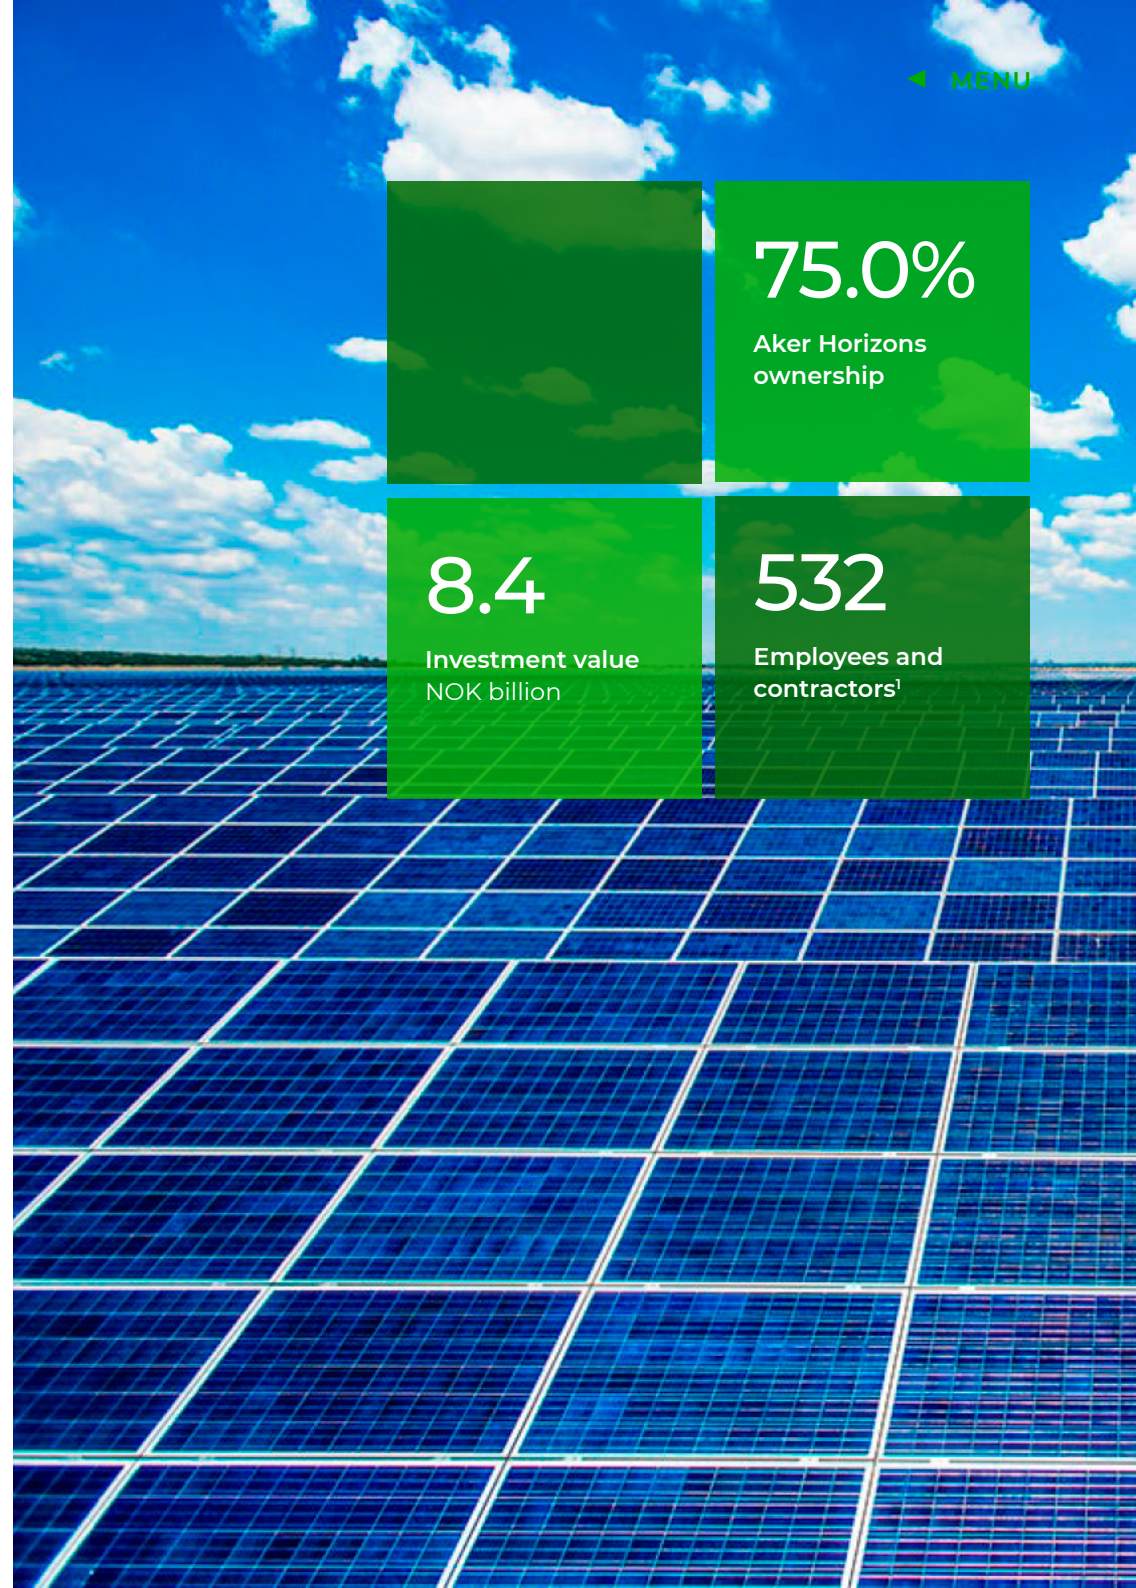 ◄ MENU
75.0%
Aker Horizons
ownership
8.4
Investment value
NOK billion
532
Employees and
contractors¹